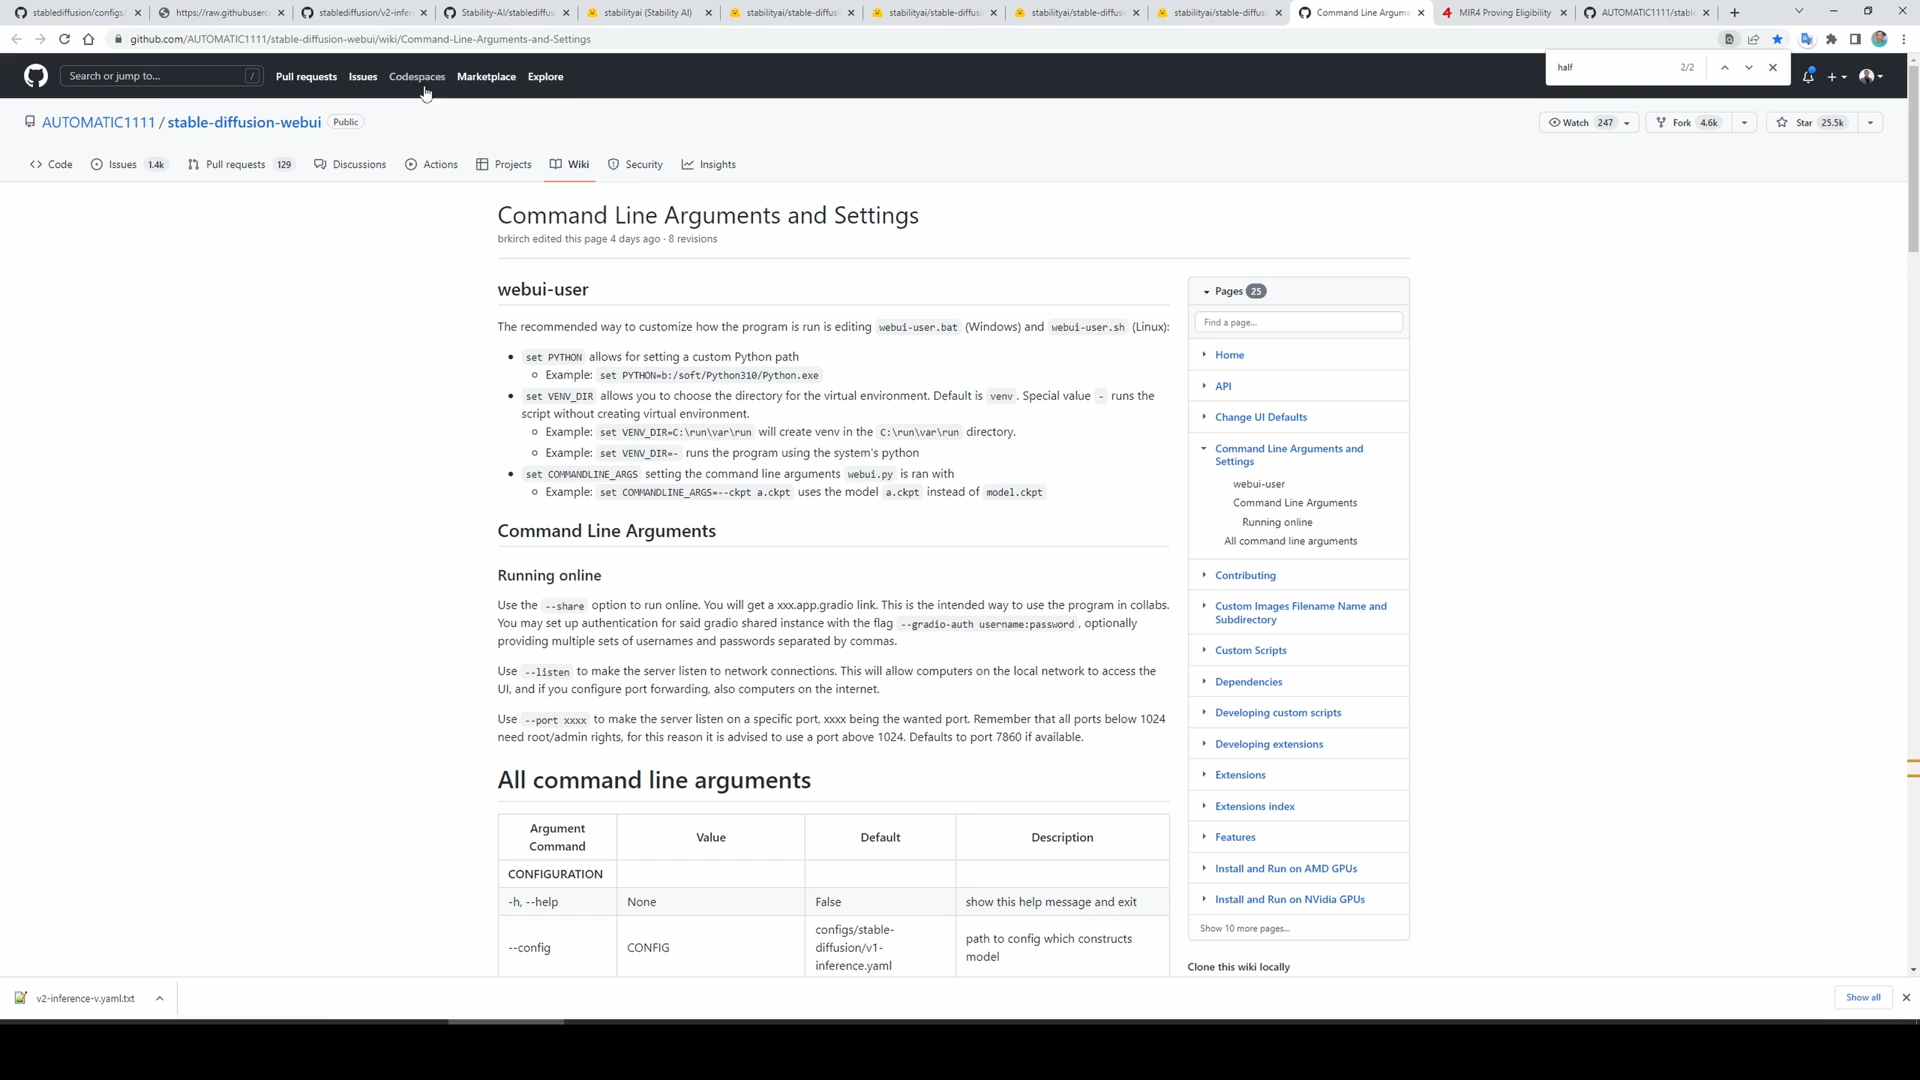 stablediffusion/configs,
https://raw.githuberc
stablediffusion/v2-infer
Stability-AI/stablediffus
stabilityai (Stability AI)
stabilityai/stable-diffusi
stabilityai/stable-diffusi
stabilityai/stable-diffusi
stabilityai/stable-diffusi
Command Line Argume
MIR4 Proving Eligibility
AUTOMATIC1111/stable
github.com/AUTOMATIC1111/stable-diffusion-webui/wiki/Command-Line-Arguments-and-Settings
half 2/2
Search or jump to... /
Pull requests Issues Codespaces Marketplace Explore
AUTOMATIC1111 / stable-diffusion-webui Public
Watch 247 Fork 4.6k Star 25.5k
Code Issues 1.4k Pull requests 129 Discussions Actions Projects Wiki Security Insights
Command Line Arguments and Settings
brkirch edited this page 4 days ago · 8 revisions
webui-user
The recommended way to customize how the program is run is editing webui-user.bat (Windows) and webui-user.sh (Linux):
• set PYTHON allows for setting a custom Python path
Example: set PYTHON=b:/soft/Python310/Python.exe
• set VENV_DIR allows you to choose the directory for the virtual environment. Default is venv . Special value - runs the
script without creating virtual environment.
Example: set VENV_DIR=C:\run\var\run will create venv in the C:\run\var\run directory.
Example: set VENV_DIR=- runs the program using the system's python
• set COMMANDLINE_ARGS setting the command line arguments webui.py is ran with
Example: set COMMANDLINE_ARGS=--ckpt a.ckpt uses the model a.ckpt instead of model.ckpt
Command Line Arguments
Running online
Use the --share option to run online. You will get a xxx.app.gradio link. This is the intended way to use the program in collabs.
You may set up authentication for said gradio shared instance with the flag --gradio-auth username:password , optionally
providing multiple sets of usernames and passwords separated by commas.
Use --listen to make the server listen to network connections. This will allow computers on the local network to access the
UI, and if you configure port forwarding, also computers on the internet.
Use --port xxxx to make the server listen on a specific port, xxxx being the wanted port. Remember that all ports below 1024
need root/admin rights, for this reason it is advised to use a port above 1024. Defaults to port 7860 if available.
All command line arguments
Argument
Command
Value
Default
Description
CONFIGURATION
-h, --help
None
False
show this help message and exit
--config
CONFIG
configs/stable-
diffusion/v1-
inference.yaml
path to config which constructs
model
Pages 25
Find a page...
Home
API
Change UI Defaults
Command Line Arguments and
Settings
webui-user
Command Line Arguments
Running online
All command line arguments
Contributing
Custom Images Filename Name and
Subdirectory
Custom Scripts
Dependencies
Developing custom scripts
Developing extensions
Extensions
Extensions index
Features
Install and Run on AMD GPUs
Install and Run on NVidia GPUs
Show 10 more pages...
Clone this wiki locally
v2-inference-v.yaml.txt
Show all